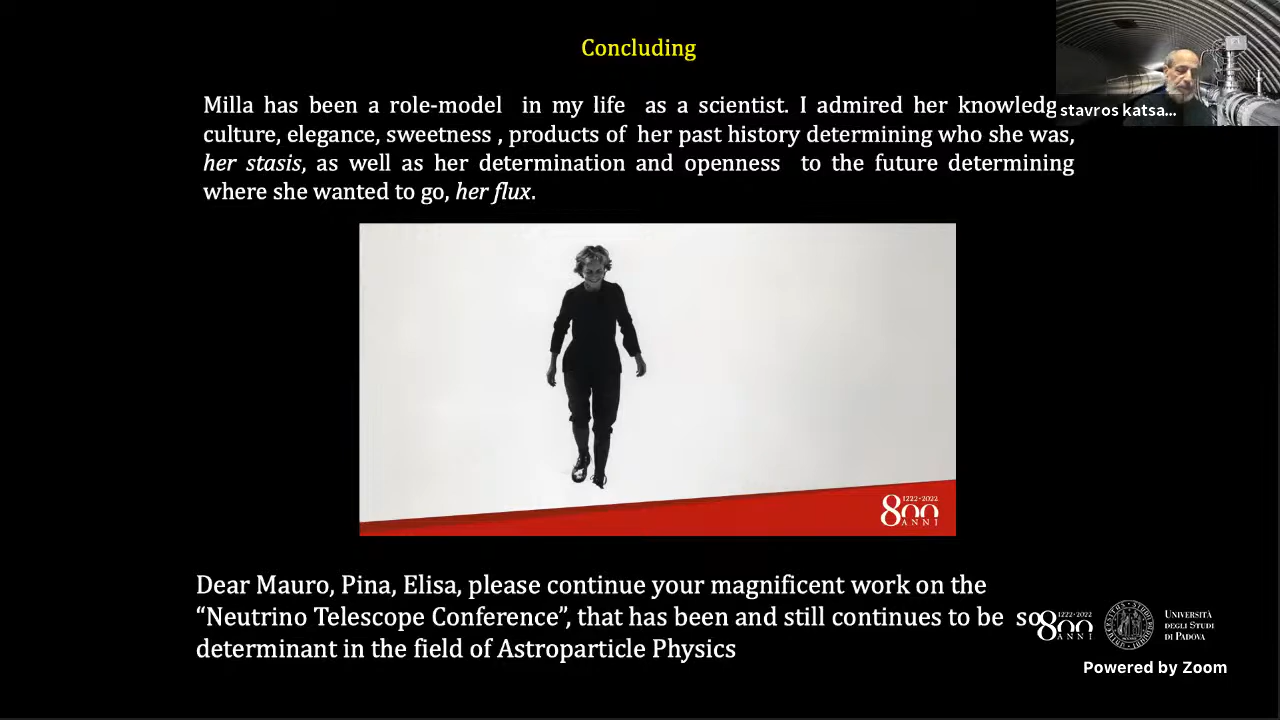 Concluding
Milla has been a role-model in my life as a scientist. I admired her knowledg
stavros katsa...
culture, elegance, sweetness , products of her past history determining who she was,
her stasis, as well as her determination and openness to the future determining
where she wanted to go, her flux.
1222·2022
800
ANNI
Dear Mauro, Pina, Elisa, please continue your magnificent work on the
“Neutrino Telescope Conference”, that has been and still continues to be so
determinant in the field of Astroparticle Physics
1222·2022
800
ANNI
UNIVERSITÀ
DEGLI STUDI
DI PADOVA
Powered by Zoom